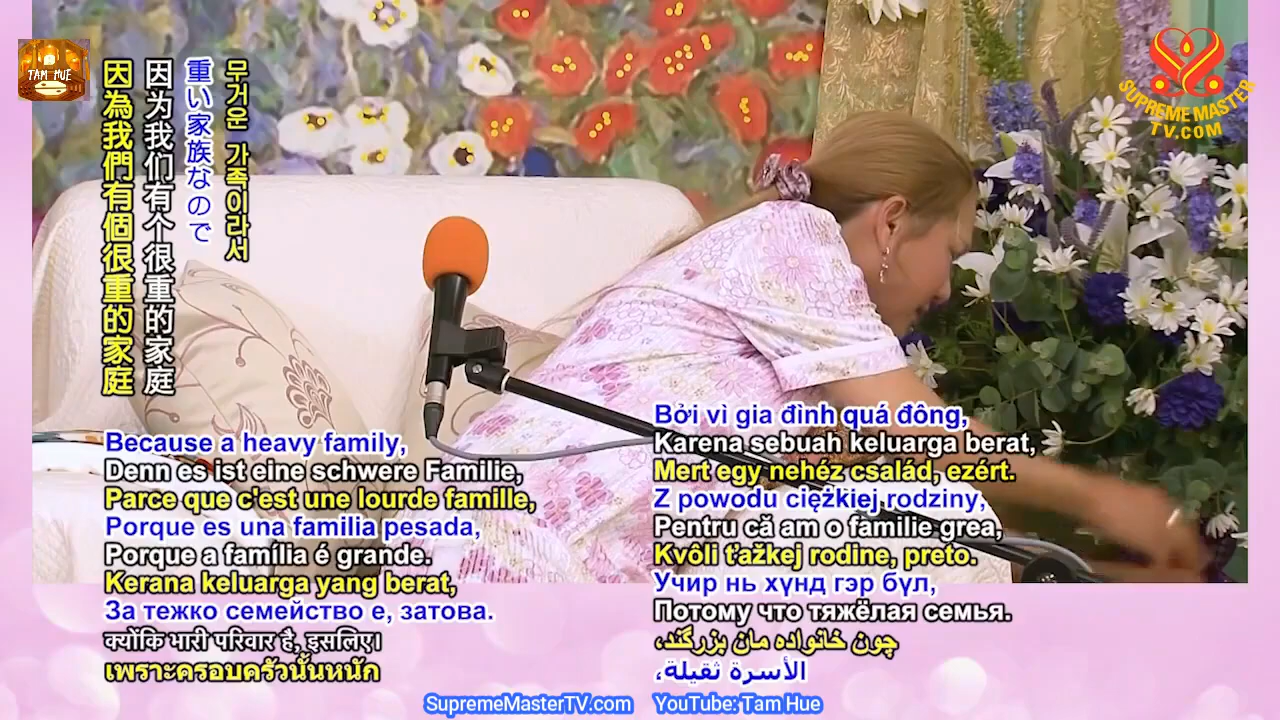 TAM HUE
SUPREME MASTER
TV.COM
무거운 가족이라서
重い家族なので
因为我们有个很重的家庭
因為我們有個很重的家庭
Because a heavy family,
Denn es ist eine schwere Familie,
Parce que c'est une lourde famille,
Porque es una familia pesada,
Porque a família é grande.
Kerana keluarga yang berat,
За тежко семейство е, затова.
क्योंकि भारी परिवार है, इसलिए।
เพราะครอบครัวนั้นหนัก
Bởi vì gia đình quá đông,
Karena sebuah keluarga berat,
Mert egy nehéz család, ezért.
Z powodu ciężkiej rodziny,
Pentru că am o familie grea,
Kvôli ťažkej rodine, preto.
Учир нь хүнд гэр бүл,
Потому что тяжёлая семья.
چون خانواده مان بزرگند،
الأسرة ثقيلة،
SupremeMasterTV.com YouTube: Tam Hue